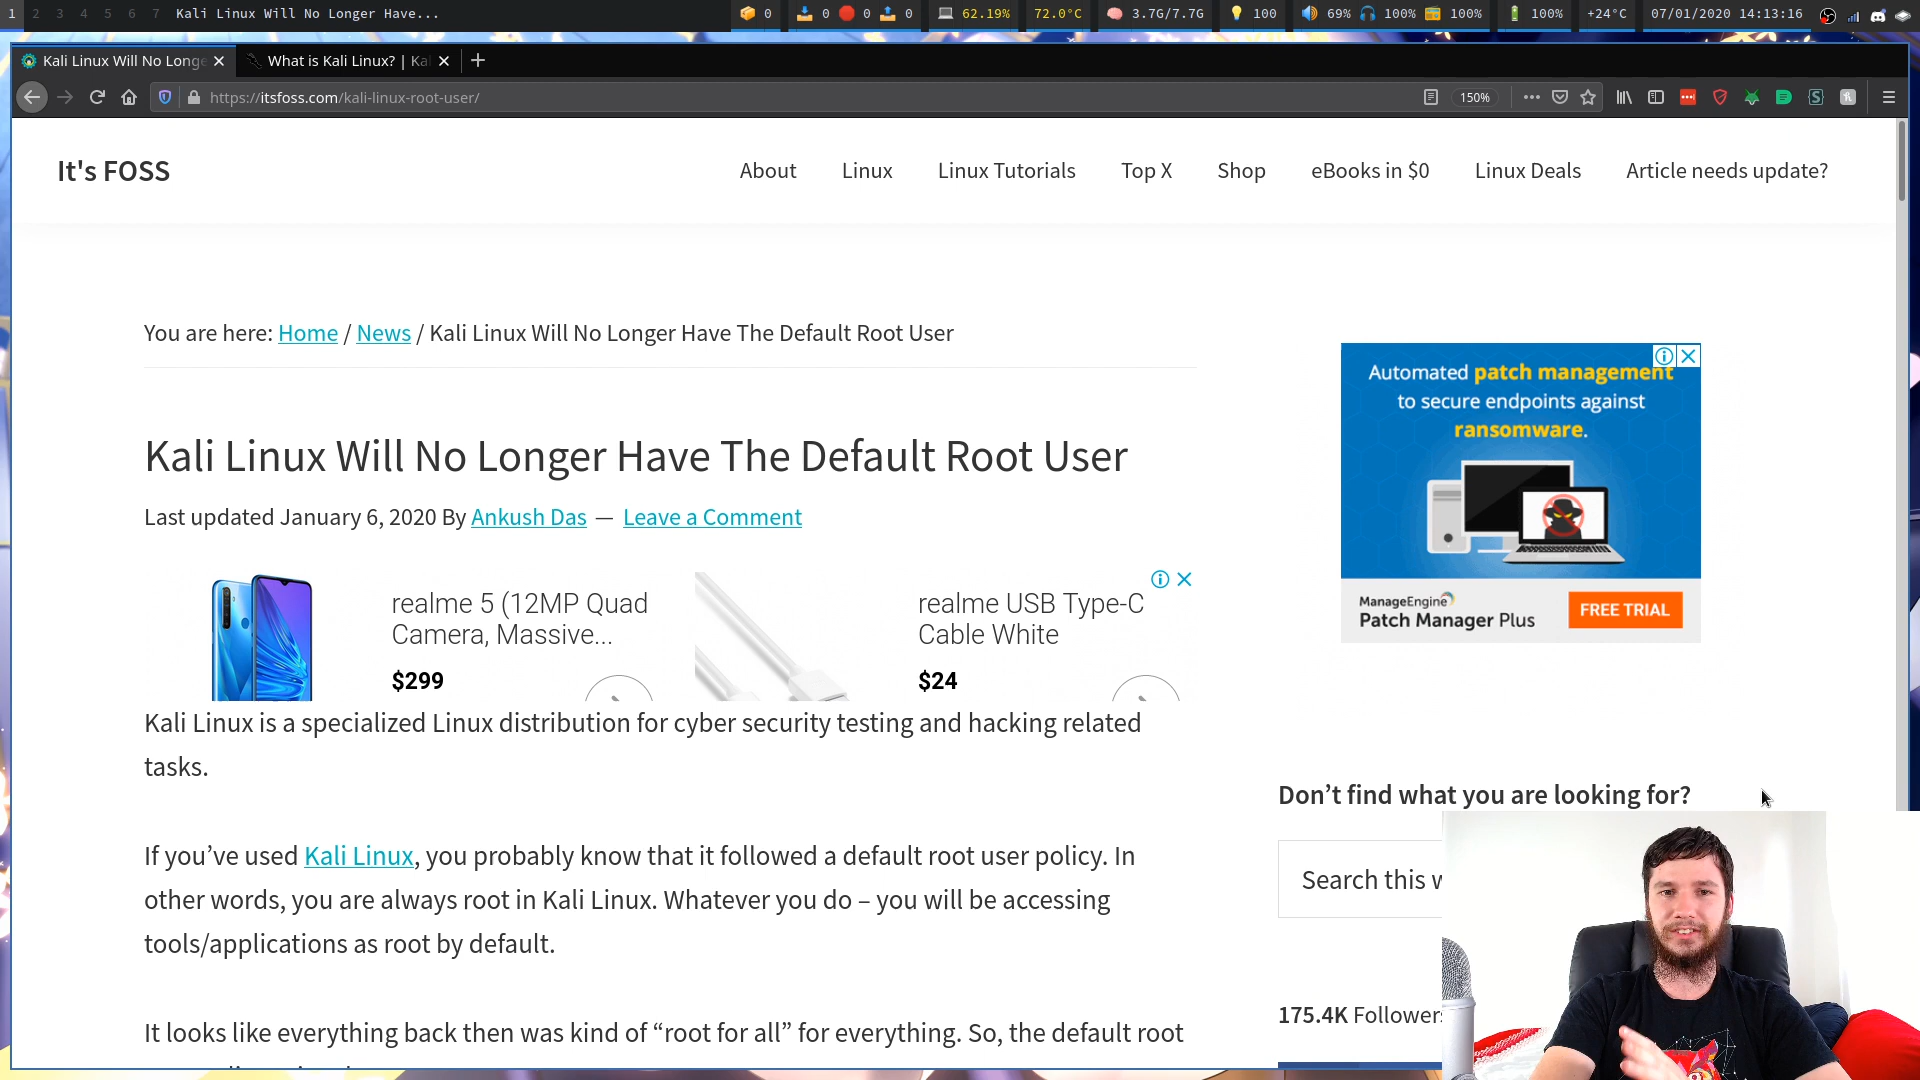 1 2 3 4 5 6 7 Kali Linux Will No Longer Have... 0 0 0 0 62.19% 72.0°C 3.7G/7.7G 100 69% 100% 100% 100% +24°C 07/01/2020 14:13:16
Kali Linux Will No Longe What is Kali Linux? | Kal
https://itsfoss.com/kali-linux-root-user/ 150%
It's FOSS About Linux Linux Tutorials Top X Shop eBooks in $0 Linux Deals Article needs update?
You are here: Home / News / Kali Linux Will No Longer Have The Default Root User
Kali Linux Will No Longer Have The Default Root User
Last updated January 6, 2020 By Ankush Das — Leave a Comment
realme 5 (12MP Quad
Camera, Massive...
$299
realme USB Type-C
Cable White
$24
Kali Linux is a specialized Linux distribution for cyber security testing and hacking related
tasks.
If you’ve used Kali Linux, you probably know that it followed a default root user policy. In
other words, you are always root in Kali Linux. Whatever you do – you will be accessing
tools/applications as root by default.
It looks like everything back then was kind of “root for all” for everything. So, the default root
Automated patch management
to secure endpoints against
ransomware.
ManageEngine
Patch Manager Plus
FREE TRIAL
Don’t find what you are looking for?
Search this w
175.4K Followers